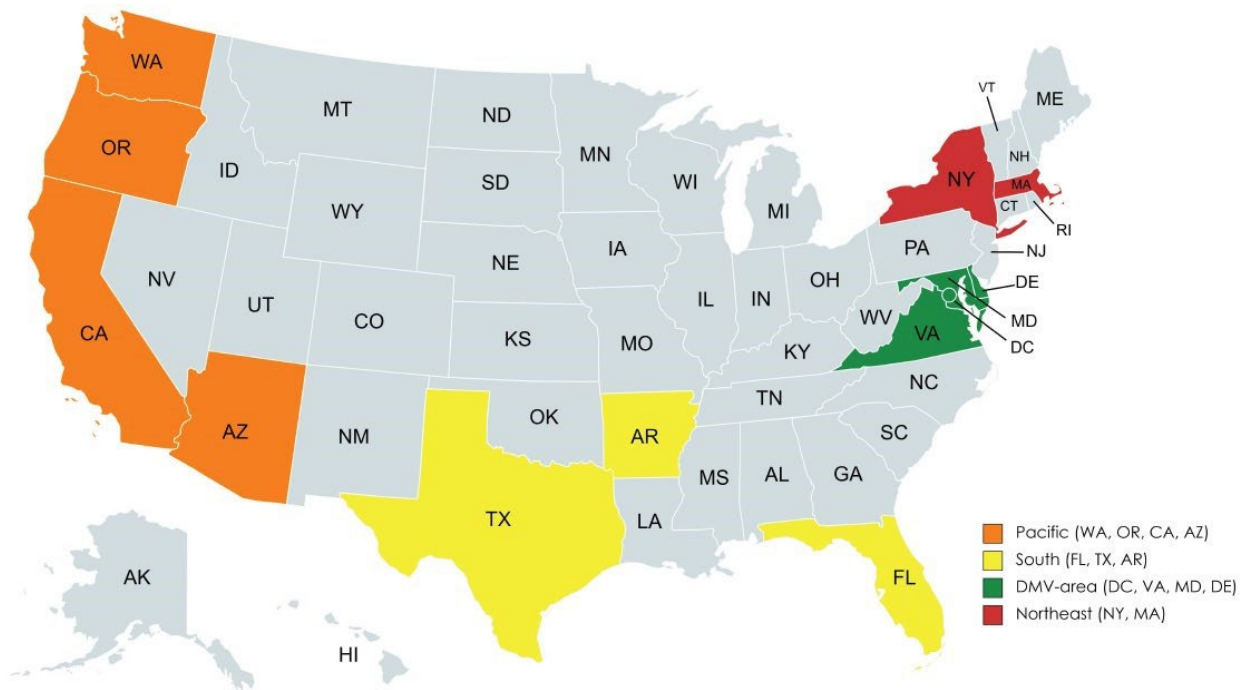 WA
MT
ND
OR
ID
MN
VT
ME
SD
WI
NY
NH
WY
MI
MA
CT
RI
IA
PA
NJ
NV
NE
OH
DE
UT
IL
IN
CO
WV
MD
CA
KS
MO
VA
DC
KY
NC
TN
AZ
NM
OK
AR
SC
MS
AL
GA
TX
LA
Pacific (WA, OR, CA, AZ)
South (FL, TX, AR)
AK
FL
DMV-area (DC, VA, MD, DE)
Northeast (NY, MA)
HI